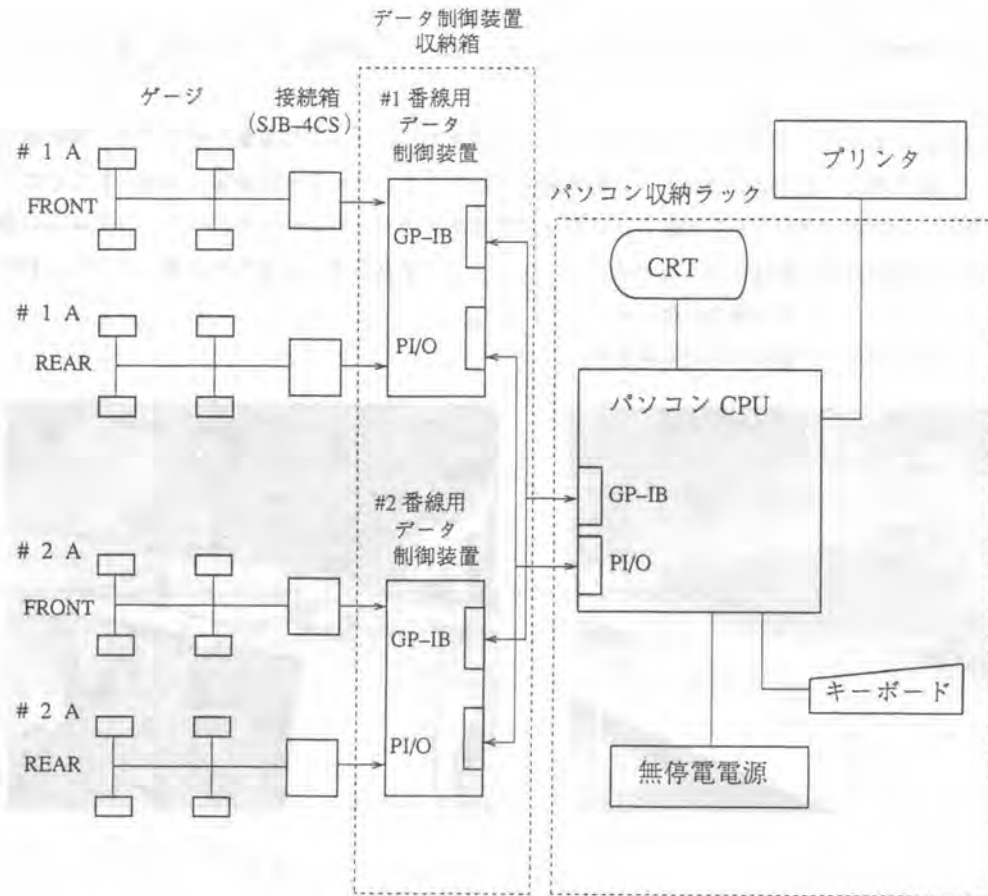 データ制御装置
収納箱
ゲージ
接続箱
(SJB–4CS)
#1 番線用
データ
制御装置
# 1 A
FRONT
GP–IB
# 1 A
REAR
PI/O
#2 番線用
データ
制御装置
# 2 A
FRONT
GP–IB
# 2 A
REAR
PI/O
プリンタ
パソコン収納ラック
CRT
パソコン CPU
GP–IB
PI/O
キーボード
無停電電源